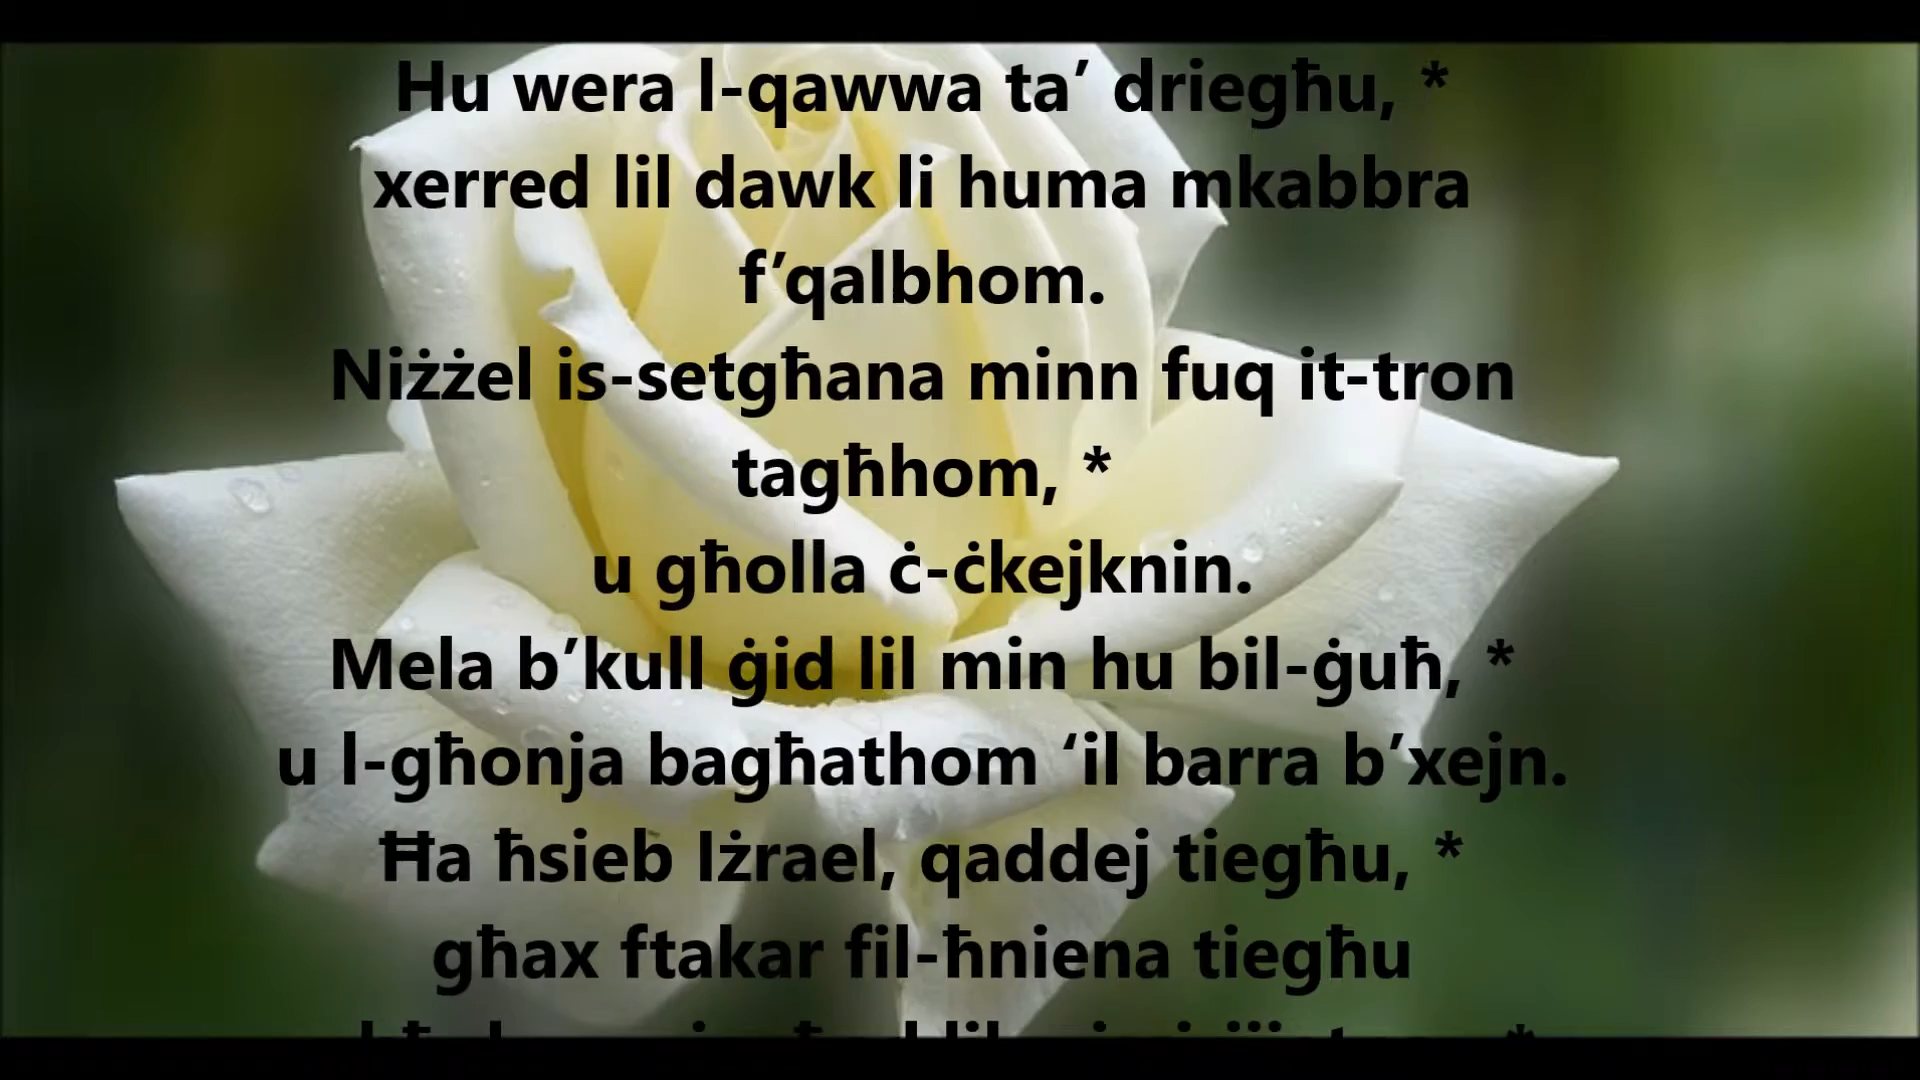 Hu wera l-qawwa ta’ driegħu, *
xerred lil dawk li huma mkabbra
f’qalbhom.
Niżżel is-setgħana minn fuq it-tron
tagħhom, *
u għolla ċ-ċkejknin.
Mela b’kull ġid lil min hu bil-ġuħ, *
u l-għonja bagħathom ‘il barra b’xejn.
Ħa ħsieb Iżrael, qaddej tiegħu, *
għax ftakar fil-ħniena tiegħu